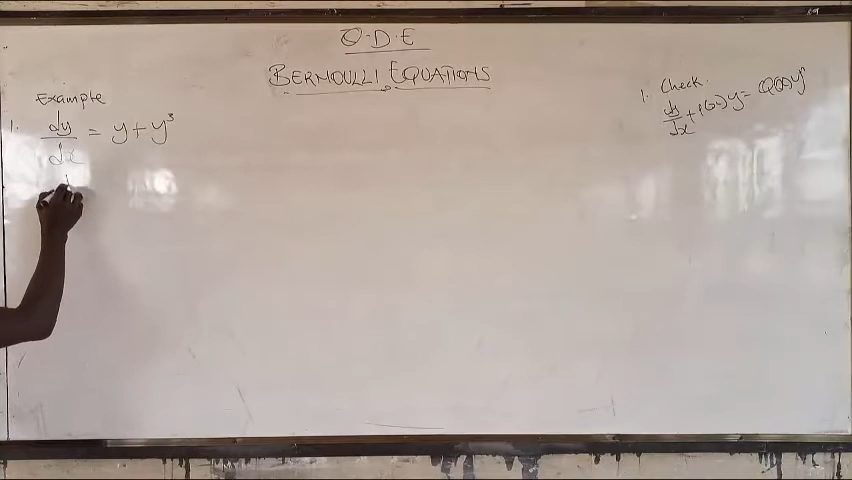 O.D.E
BERNOULLI EQUATIONS
Example
1. dy/dx = y + y³
1. Check.
dy/dx + P(x)y = Q(x)yⁿ